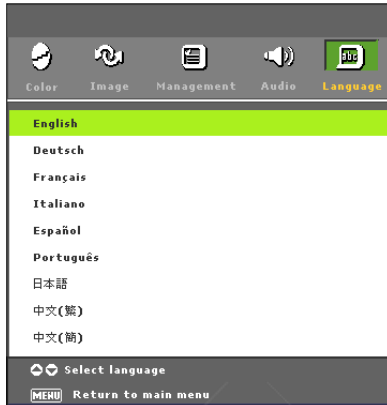 Color Image Management Audio Language
English
Deutsch
Français
Italiano
Español
Português
日本語
中文(繁)
中文(簡)
Select language
MENU Return to main menu